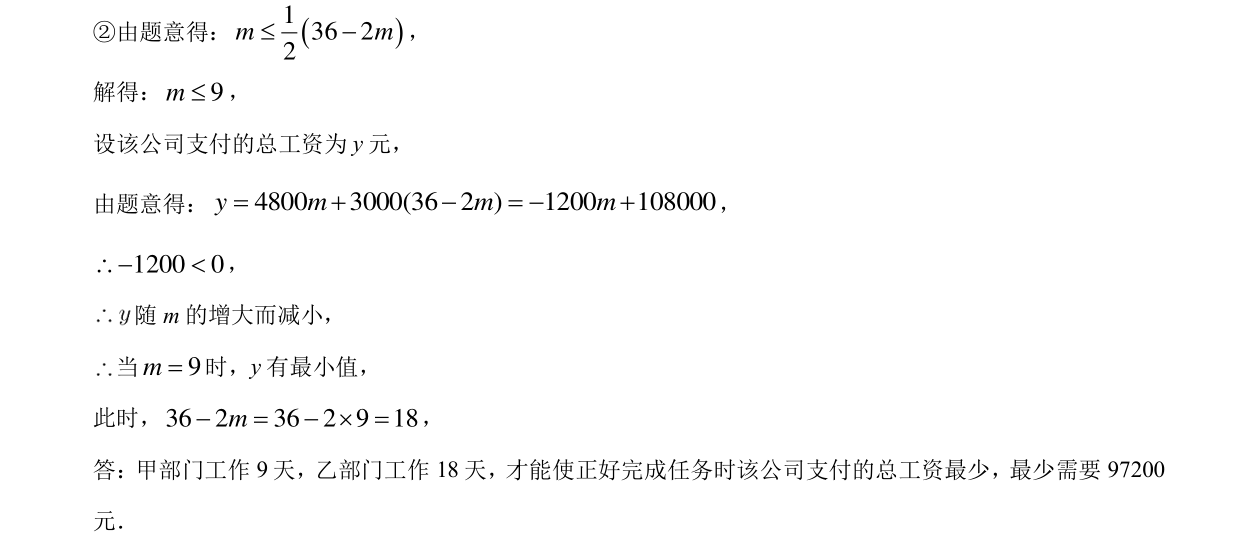 ②由题意得：m ≤ \frac{1}{2}(36－2m)，
解得：m ≤ 9，
设该公司支付的总工资为 y 元，
由题意得：y = 4800m + 3000(36－2m) = －1200m + 108000，
∴－1200 < 0，
∴ y 随 m 的增大而减小，
∴当 m = 9 时，y 有最小值，
此时，36－2m = 36－2×9 = 18，
答：甲部门工作 9 天，乙部门工作 18 天，才能使正好完成任务时该公司支付的总工资最少，最少需要 97200
元．